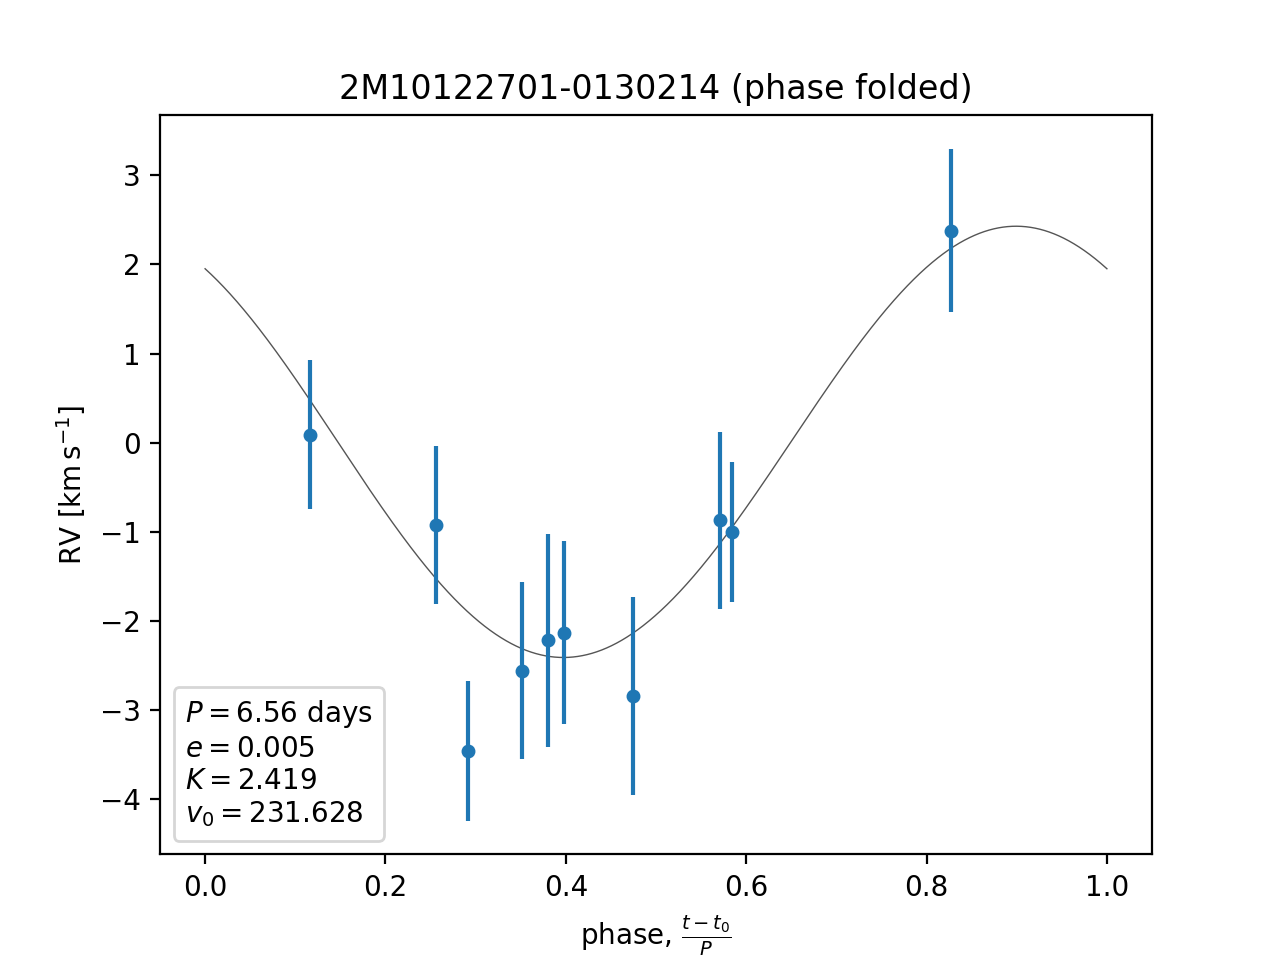 2M10122701-0130214 (phase folded)
RV [km s⁻¹]
3
2
1
0
−1
−2
−3
−4
P = 6.56 days
e = 0.005
K = 2.419
v₀ = 231.628
0.0 0.2 0.4 0.6 0.8 1.0
phase, (t − t₀)/P